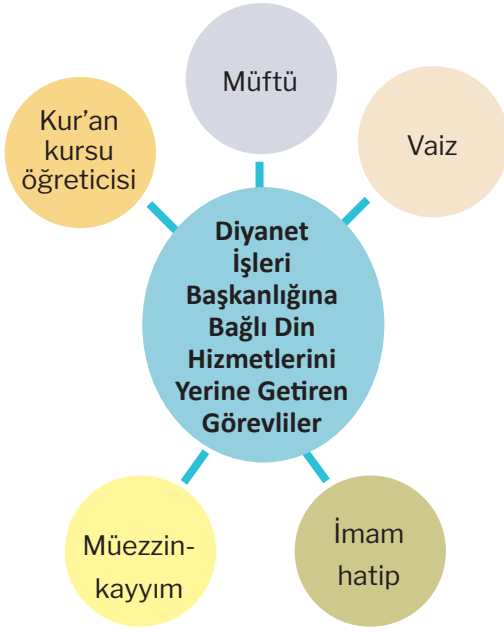 Müftü
Kur'an
kursu
öğreticisi
Vaiz
Diyanet
İşleri
Başkanlığına
Bağlı Din
Hizmetlerini
Yerine Getiren
Görevliler
Müezzin-
kayyım
İmam
hatip